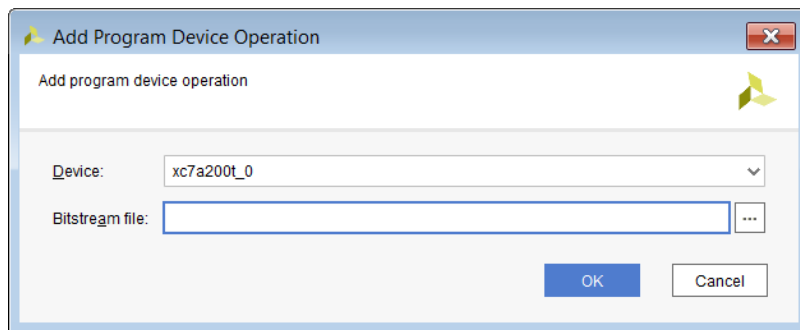 Add Program Device Operation
Add program device operation
Device: xc7a200t_0
Bitstream file: ...
OK Cancel